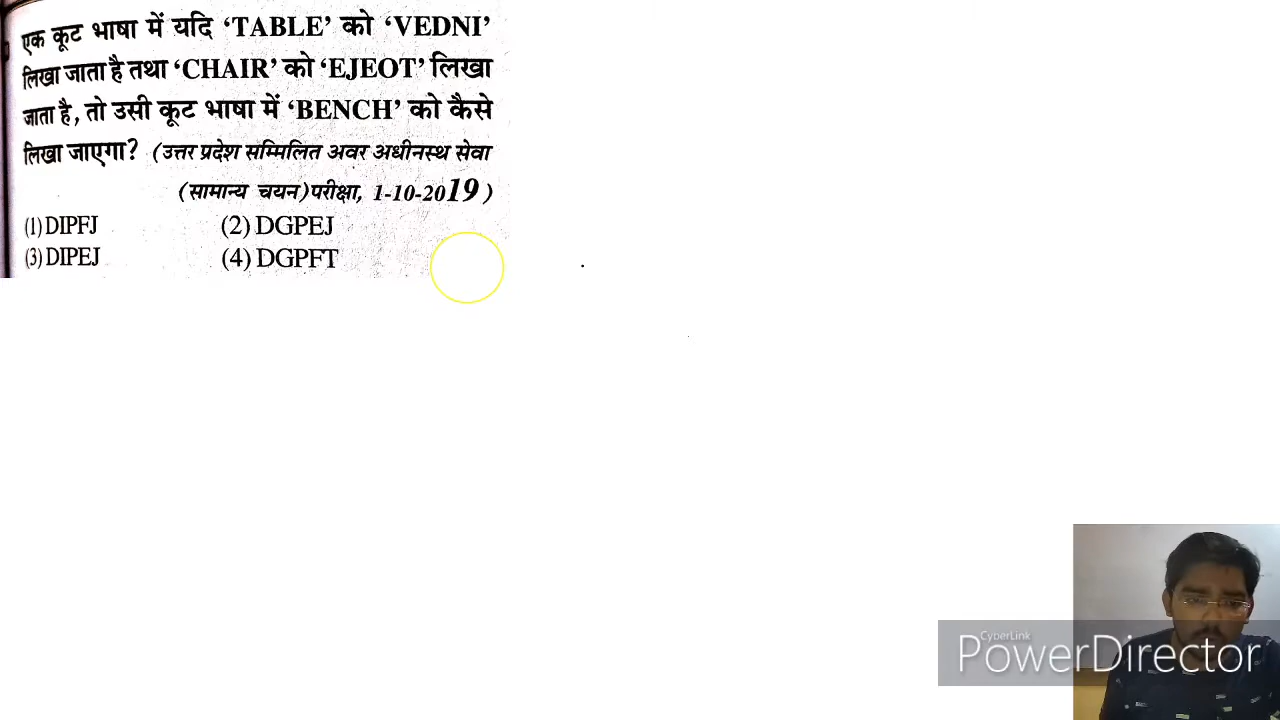 एक कूट भाषा में यदि ‘TABLE’ को ‘VEDNI’
लिखा जाता है तथा ‘CHAIR’ को ‘EJEOT’ लिखा
जाता है, तो उसी कूट भाषा में ‘BENCH’ को कैसे
लिखा जाएगा? (उत्तर प्रदेश सम्मिलित अवर अधीनस्थ सेवा
(सामान्य चयन) परीक्षा, 1-10-2019)
(1) DIPFJ (2) DGPEJ
(3) DIPEJ (4) DGPFT
CyberLink
PowerDirector